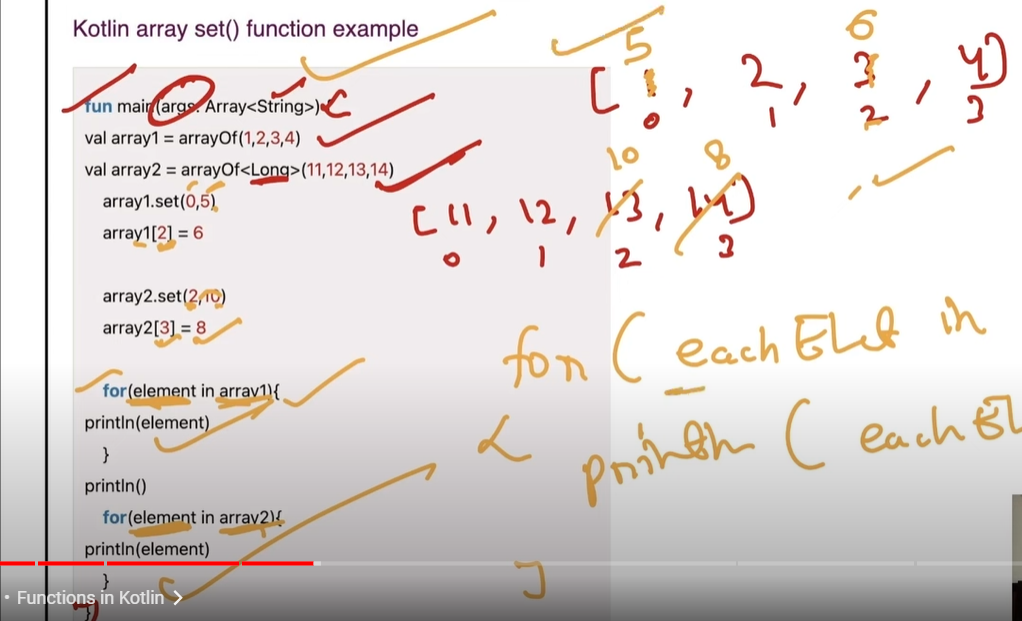 Kotlin array set() function example
fun main(args: Array<String>){
val array1 = arrayOf(1,2,3,4)
val array2 = arrayOf<Long>(11,12,13,14)
array1.set(0,5)
array1[2] = 6
array2.set(2,10)
array2[3] = 8
for(element in array1){
println(element)
}
println()
for(element in array2){
println(element)
}
}
5 6
[ 1, 2, 3, 4]
0 1 2 3
10 8
[11, 12, 13, 14]
0 1 2 3
for ( each in
println ( each
• Functions in Kotlin >